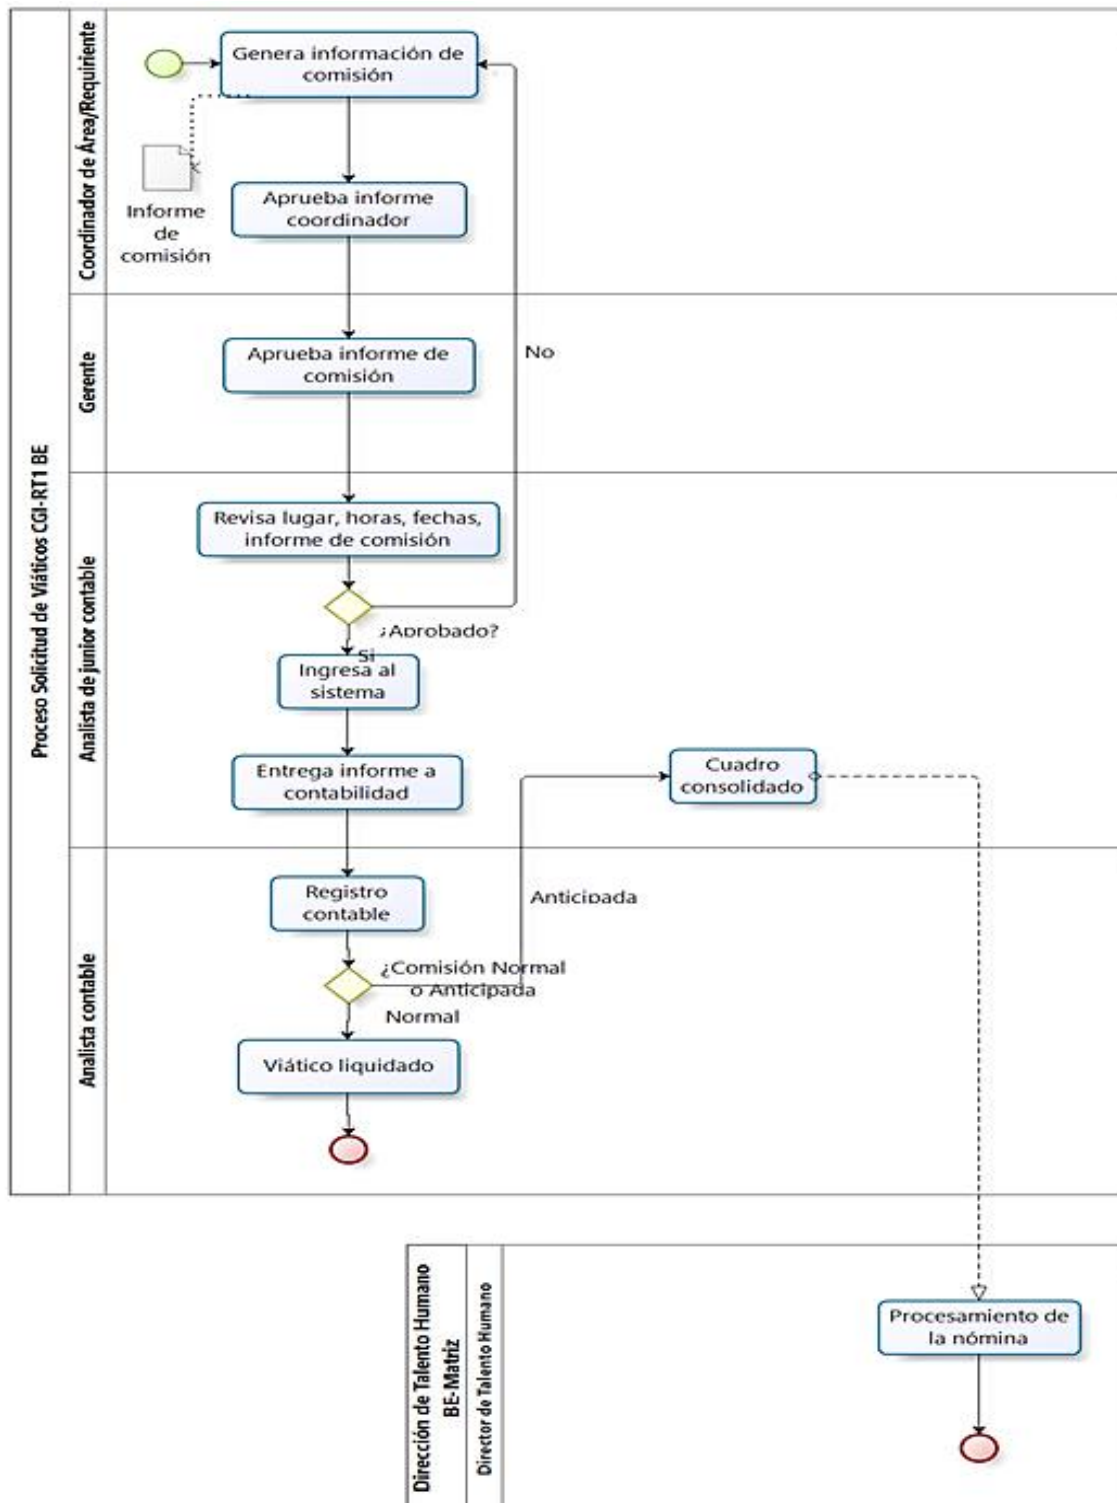 Proceso Solicitud de Viáticos CGI-RT1 BE
Coordinador de Área/Requiriente
Genera información de
comisión
Informe
de
comisión
Aprueba informe
coordinador
Gerente
Aprueba informe de
comisión
No
Analista de junior contable
Revisa lugar, horas, fechas,
informe de comisión
¿Aprobado?
Si
Ingresa al
sistema
Entrega informe a
contabilidad
Cuadro
consolidado
Analista contable
Registro
contable
Anticipada
¿Comisión Normal
o Anticipada
Normal
Viático liquidado
Dirección de Talento Humano
BE-Matriz
Director de Talento Humano
Procesamiento de
la nómina